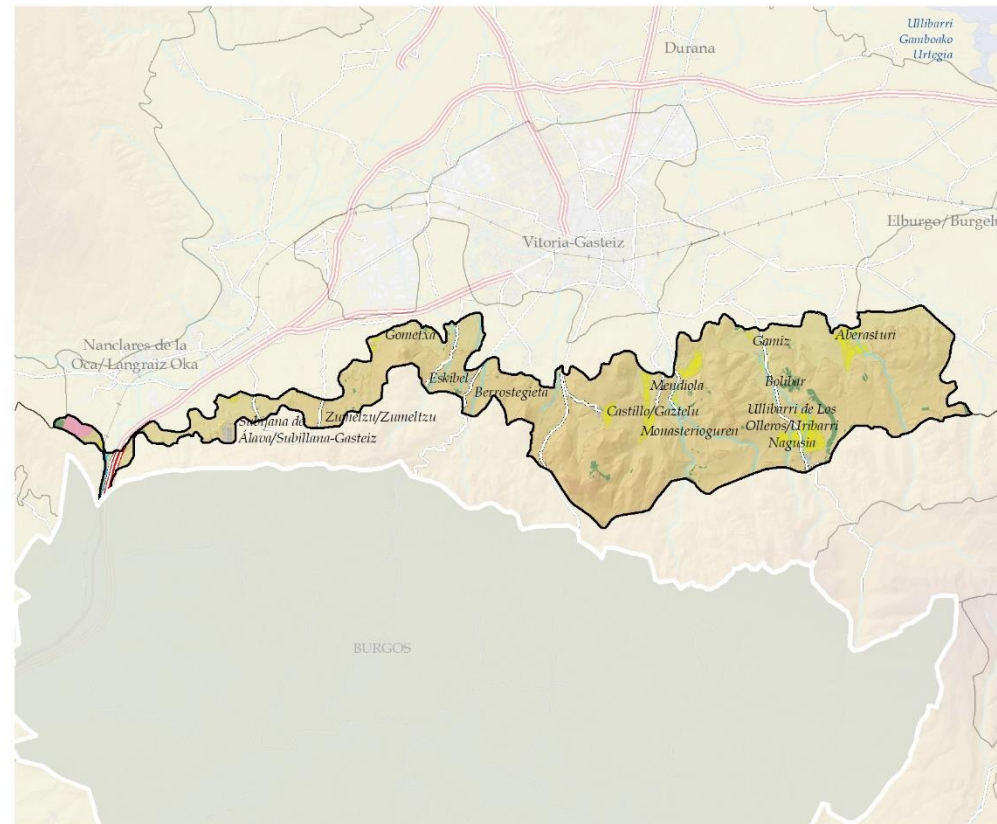 Ullibarri
Gamboako
Urtegia
Durana
Vitoria-Gasteiz
Elburgo/Burgelu
Nanclares de la
Oca/Langraiz Oka
Gometxa
Eskibel
Berrostegieta
Subijana de
Álava/Subillana-Gasteiz
Zumeltzu/Zumeltzu
Gamiz
Aberasturi
Mendiola
Bolibar
Castillo/Gaztelu
Monasterioguren
Ullibarri de Los
Olleros/Uribarri
Nagusia
BURGOS